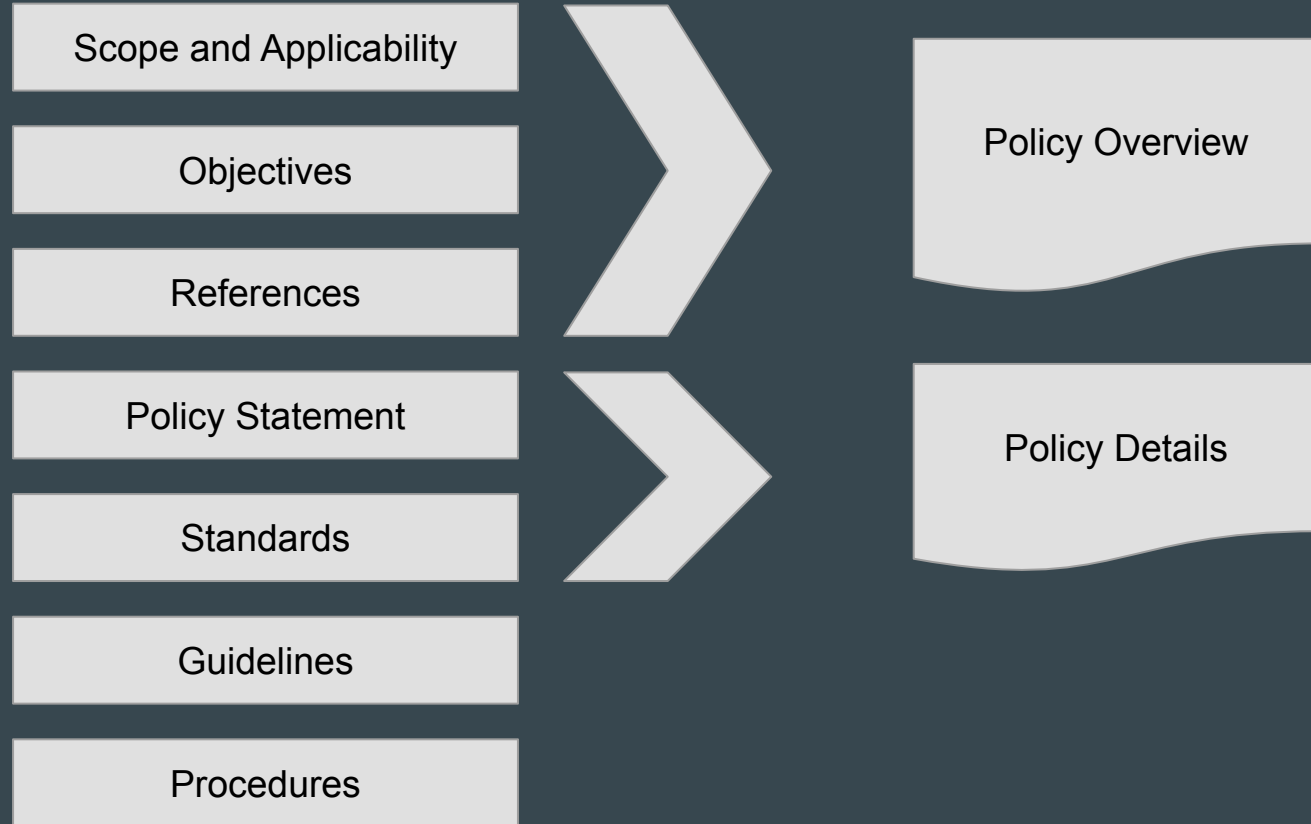 Scope and Applicability
Objectives
References
Policy Statement
Standards
Guidelines
Procedures
Policy Overview
Policy Details